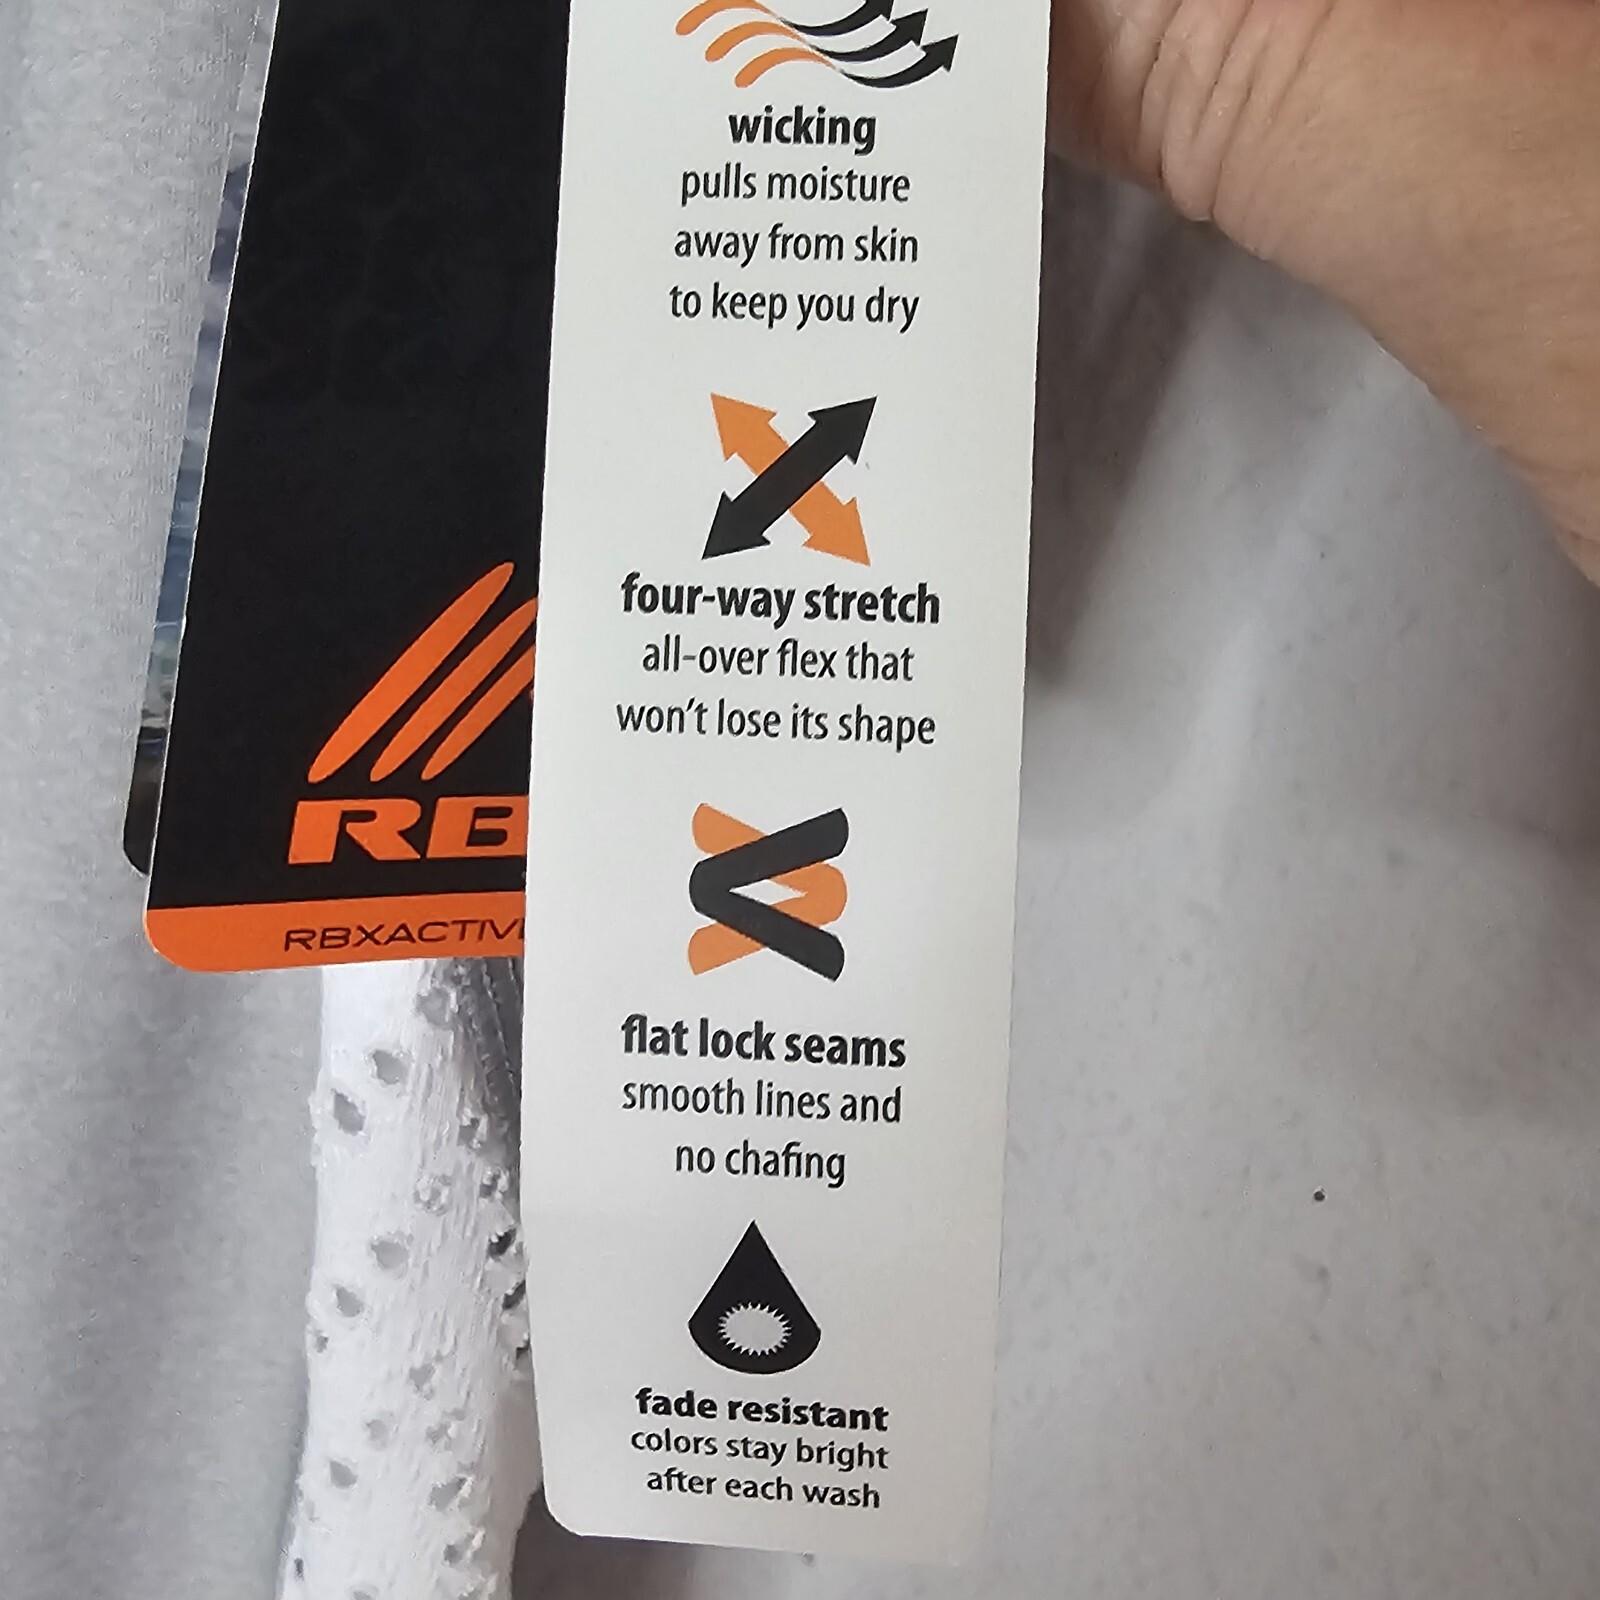 wicking
pulls moisture
away from skin
to keep you dry
four-way stretch
all-over flex that
won't lose its shape
flat lock seams
smooth lines and
no chafing
fade resistant
colors stay bright
after each wash
RB
RBXACTIV